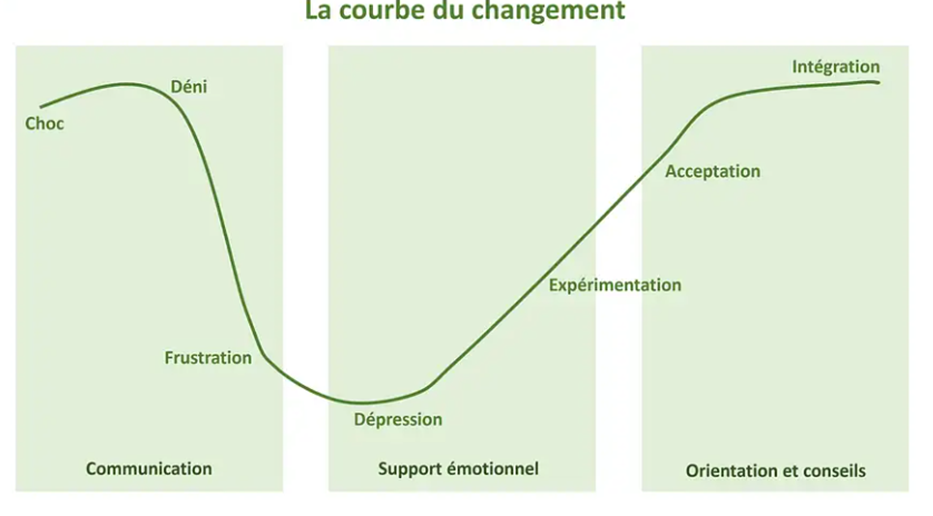 La courbe du changement
Choc
Déni
Frustration
Communication
Dépression
Expérimentation
Support émotionnel
Intégration
Acceptation
Orientation et conseils